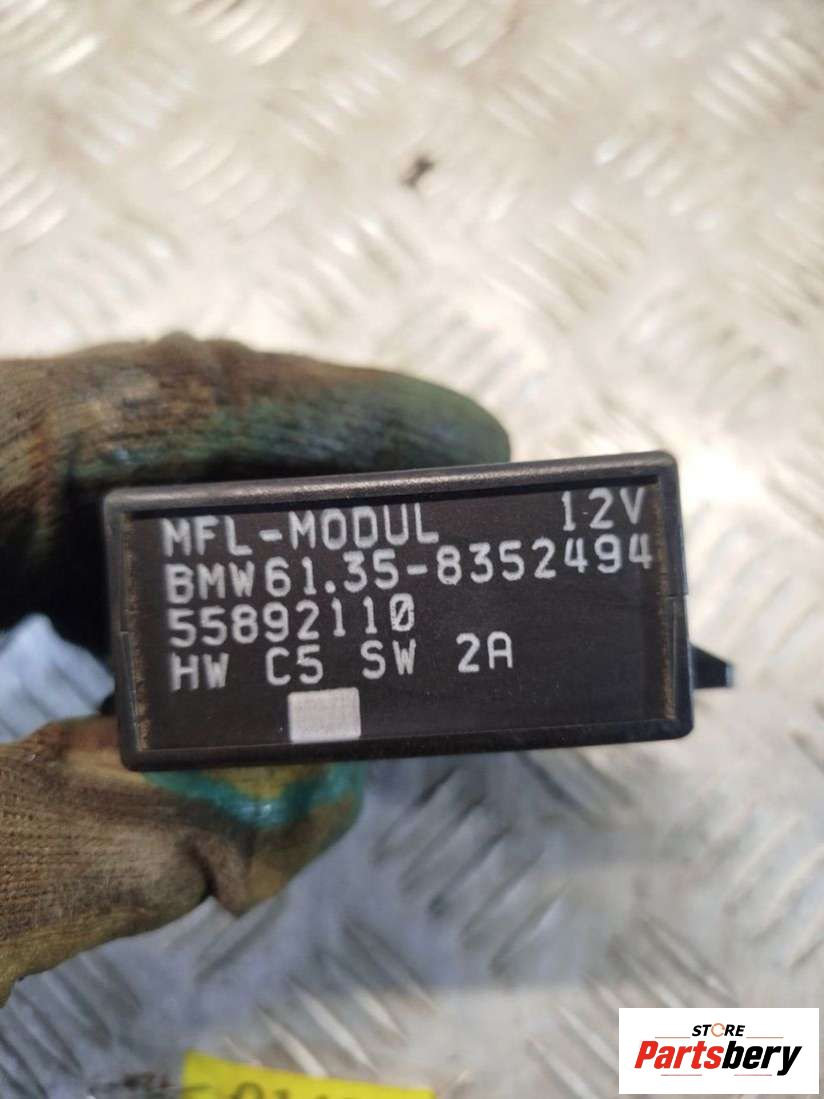 MFL-MODUL 12V
BMW61.35-8352494
55892110
HW C5 SW 2A
STORE
Partsbery